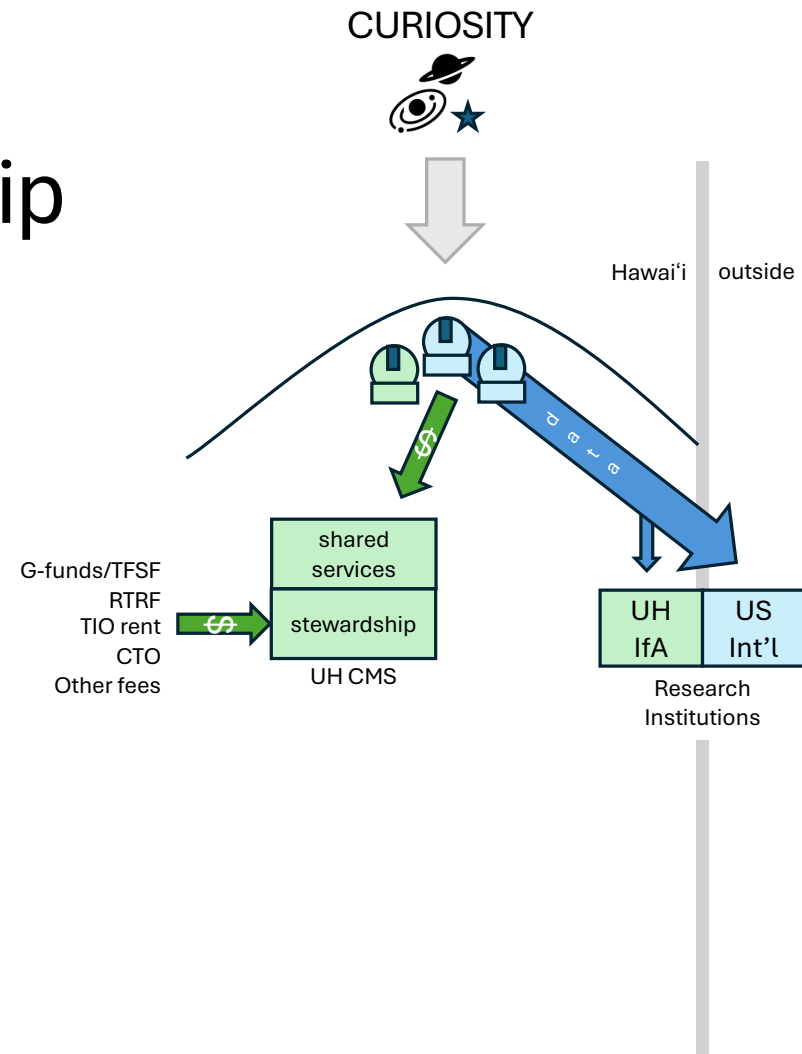 CURIOSITY
ip
Hawaiʻi
outside
data
$
shared
services
G-funds/TFSF
RTRF
TIO rent
CTO
Other fees
$
stewardship
UH CMS
UH
IfA
US
Int’l
Research
Institutions